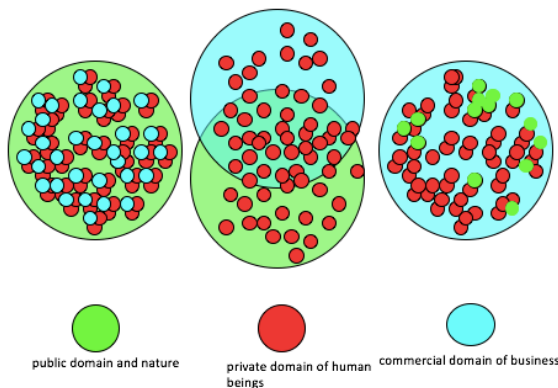 public domain and nature
private domain of human
beings
commercial domain of business